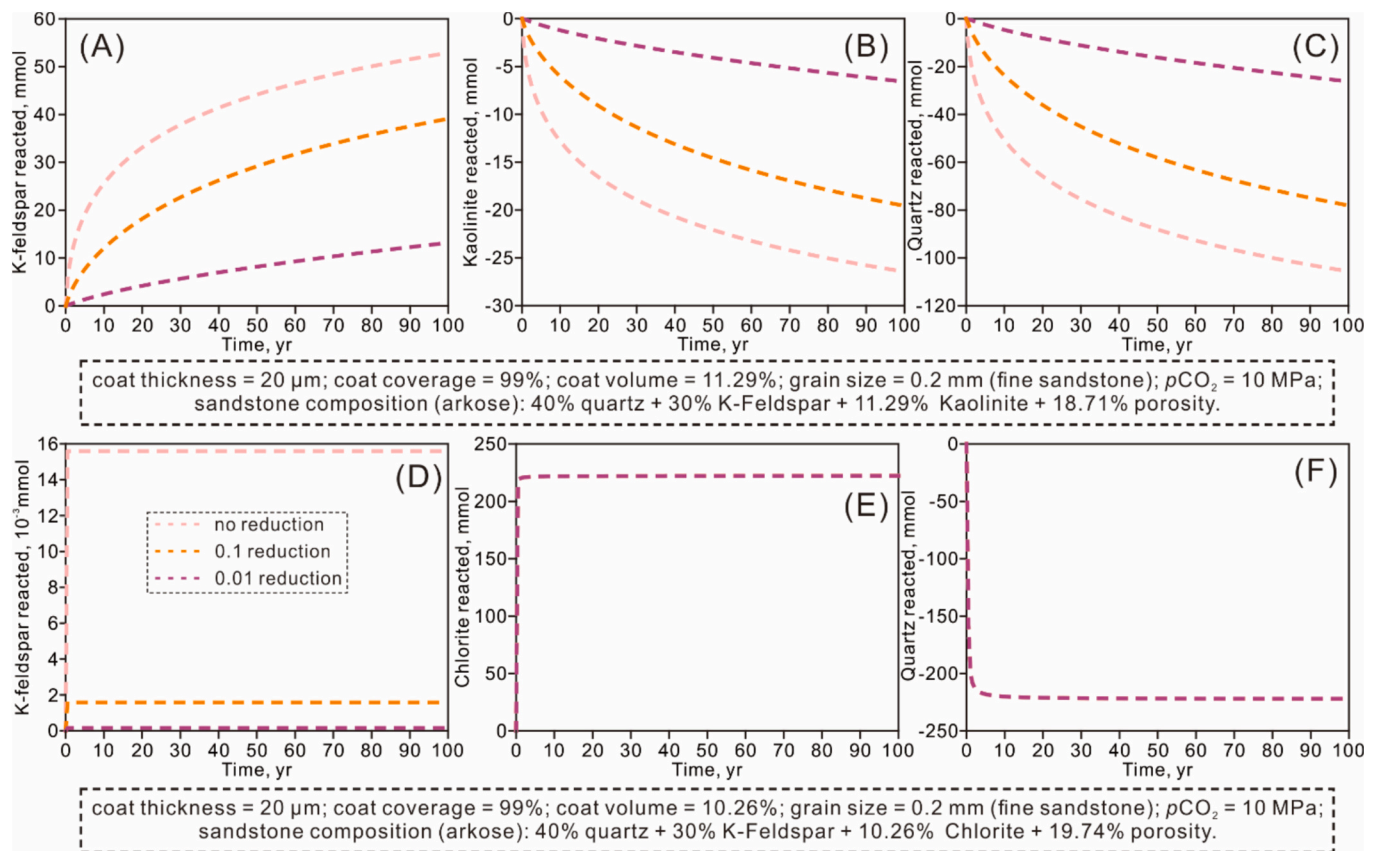 (A)
K-feldspar reacted, mmol
60
50
40
30
20
10
0
0 10 20 30 40 50 60 70 80 90 100
Time, yr
(B)
Kaolinite reacted, mmol
0
-5
-10
-15
-20
-25
-30
0 10 20 30 40 50 60 70 80 90 100
Time, yr
(C)
Quartz reacted, mmol
0
-20
-40
-60
-80
-100
-120
0 10 20 30 40 50 60 70 80 90 100
Time, yr
coat thickness = 20 μm; coat coverage = 99%; coat volume = 11.29%; grain size = 0.2 mm (fine sandstone); pCO₂ = 10 MPa;
sandstone composition (arkose): 40% quartz + 30% K-Feldspar + 11.29% Kaolinite + 18.71% porosity.
(D)
K-feldspar reacted, 10⁻³ mmol
16
14
12
10
8
6
4
2
0
no reduction
0.1 reduction
0.01 reduction
0 10 20 30 40 50 60 70 80 90 100
Time, yr
(E)
Chlorite reacted, mmol
250
200
150
100
50
0
0 10 20 30 40 50 60 70 80 90 100
Time, yr
(F)
Quartz reacted, mmol
0
-50
-100
-150
-200
-250
0 10 20 30 40 50 60 70 80 90 100
Time, yr
coat thickness = 20 μm; coat coverage = 99%; coat volume = 10.26%; grain size = 0.2 mm (fine sandstone); pCO₂ = 10 MPa;
sandstone composition (arkose): 40% quartz + 30% K-Feldspar + 10.26% Chlorite + 19.74% porosity.